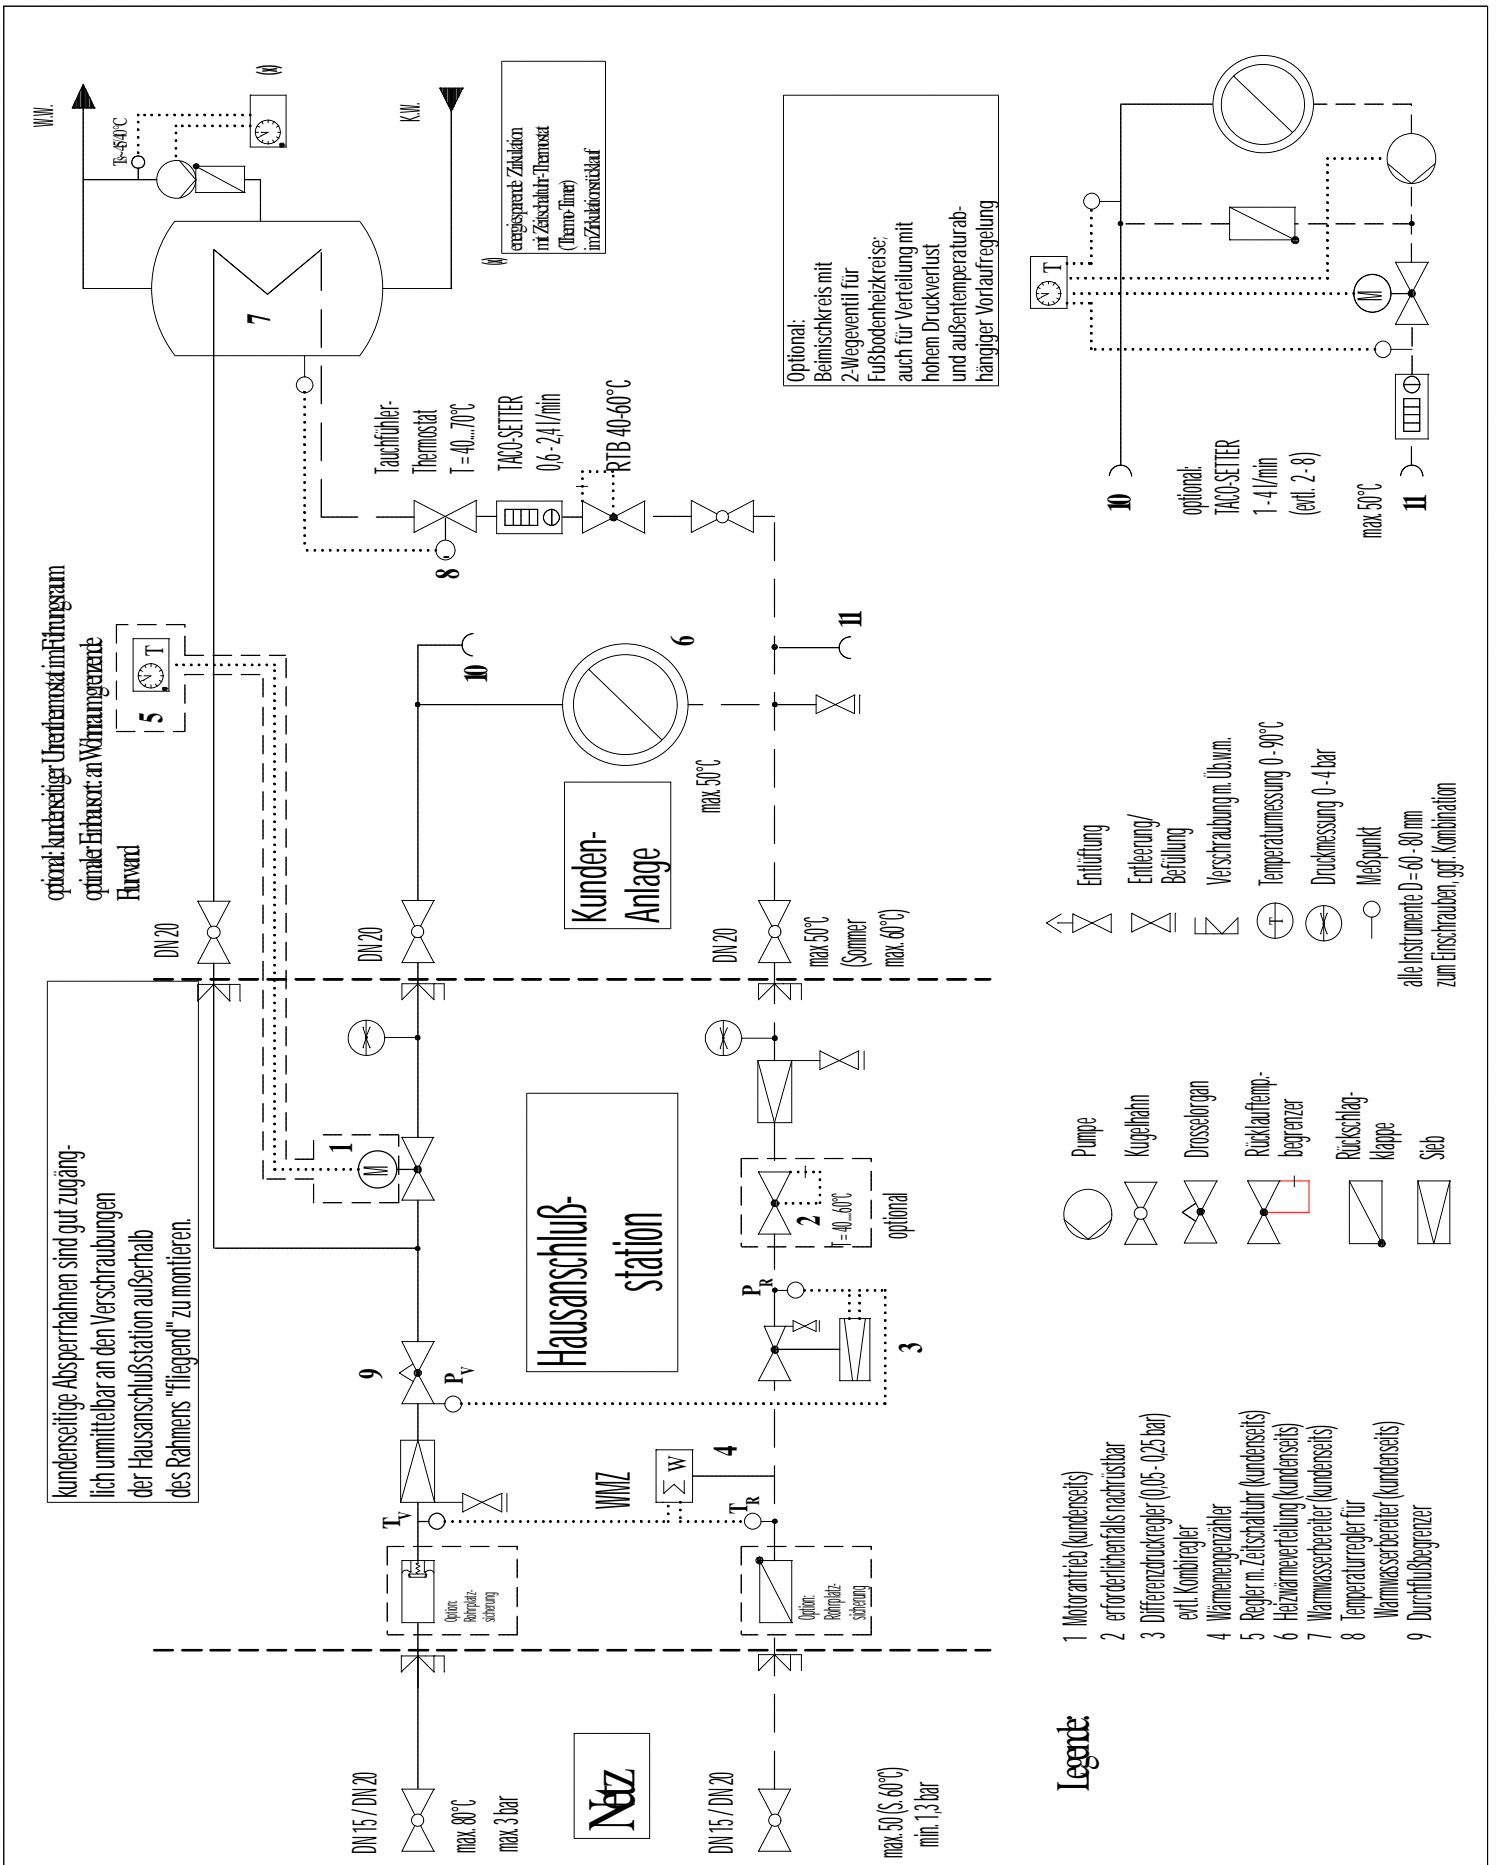 kundenseitige Absperrhahnen sind gut zugäng-
lich unmittelbar an den Verschraubungen
der Hausanschlußstation außerhalb
des Rahmens "fliegend" zu montieren.
optional: kundenseitiger Uhrenthermostat im Führungsraum
optimaler Einbauort: an Wohnraumgrenzende
Flurwand
W.W.
Ts~45/40°C
(x)
K.W.
(x)
energiesparende Zirkulation
mit Zeitschaltuhr-Thermostat
(Thermo-Timer)
im Zirkulationsrücklauf
7
5
T
DN 20
DN 15 / DN 20
max. 80°C
max. 3 bar
Option:
Rohrplatz-
sicherung
T
V
9
P
V
1
M
DN 20
10
8
Tauchfühler-
Thermostat
T = 40...70°C
TACO-SETTER
0,6 - 2,4 l/min
RTB 40-60°C
Netz
Hausanschluß-
station
Kunden-
Anlage
6
max. 50°C
WMZ
Σ W
4
T
R
DN 15 / DN 20
max. 50 (S. 60°C)
min. 1,3 bar
Option:
Rohrplatz-
sicherung
3
P
R
2
T = 40...60°C
optional
DN 20
max 50°C
(Sommer
max. 60°C)
11
Optional:
Beimischkreis mit
2-Wegeventil für
Fußbodenheizkreise;
auch für Verteilung mit
hohem Druckverlust
und außentemperaturab-
hängiger Vorlaufregelung
T
M
10
optional:
TACO-SETTER
1 - 4 l/min
(evtl. 2 - 8)
max. 50°C
11
Legende:
1 Motorantrieb (kundenseits)
2 erforderlichenfalls nachrüstbar
3 Differenzdruckregler (0,05 - 0,25 bar)
evtl. Kombiregler
4 Wärmemengenzähler
5 Regler m. Zeitschaltuhr (kundenseits)
6 Heizwärmeverteilung (kundenseits)
7 Warmwasserbereiter (kundenseits)
8 Temperaturregler für
Warmwasserbereiter (kundenseits)
9 Durchflußbegrenzer
Pumpe
Kugelhahn
Drosselorgan
Rücklauftemp.-
begrenzer
Rückschlag-
klappe
Sieb
Entlüftung
Entleerung/
Befüllung
Verschraubung m. Üb.w.m.
T
Temperaturmessung 0 - 90°C
Druckmessung 0 - 4 bar
Meßpunkt
alle Instrumente D = 60 - 80 mm
zum Einschrauben, ggf. Kombination